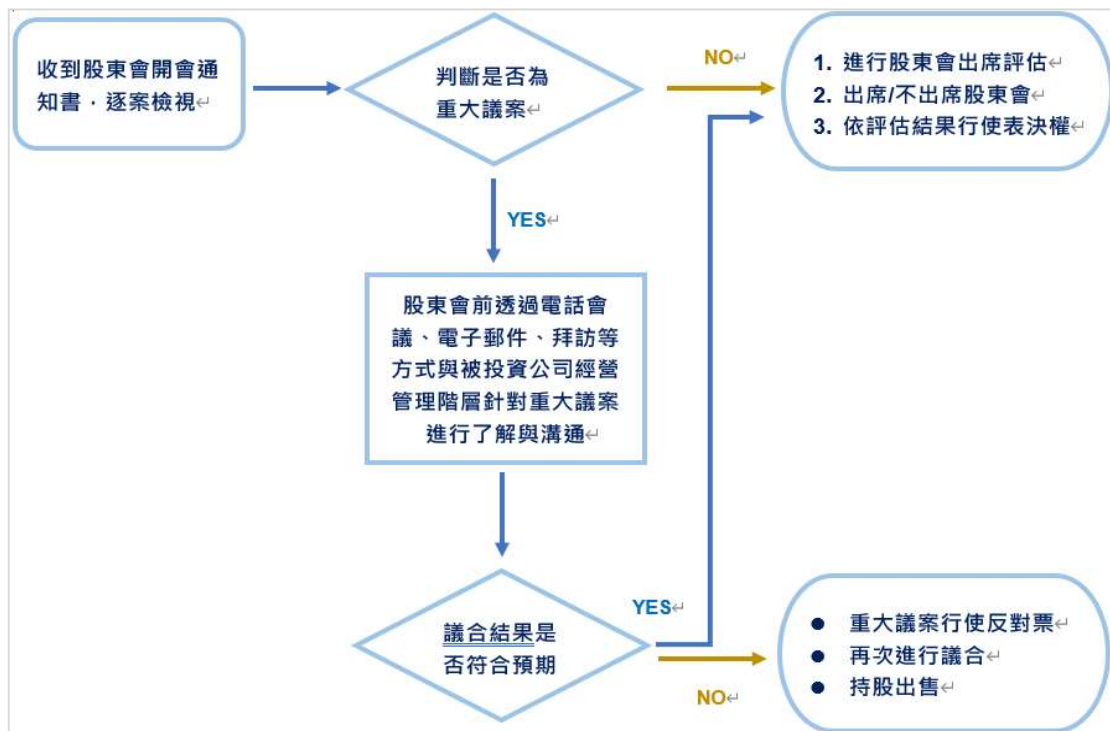 收到股東會開會通
知書，逐案檢視↵
判斷是否為
重大議案↵
NO↵
1. 進行股東會出席評估↵
2. 出席/不出席股東會↵
3. 依評估結果行使表決權↵
YES↵
股東會前透過電話會
議、電子郵件、拜訪等
方式與被投資公司經營
管理階層針對重大議案
進行了解與溝通↵
議合結果是
否符合預期
YES↵
NO↵
● 重大議案行使反對票↵
● 再次進行議合↵
● 持股出售↵